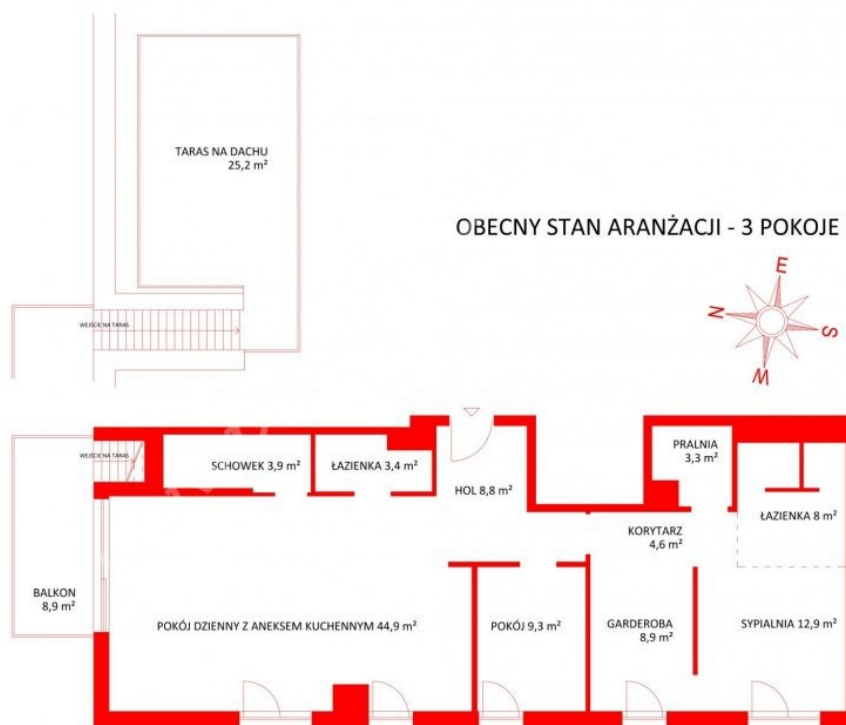 TARAS NA DACHU
25,2 m²
OBECNY STAN ARANŻACJI - 3 POKOJE
E
N
S
W
WEJŚCIE NA TARAS
WEJŚCIE NA TARAS
SCHOWEK 3,9 m²
ŁAZIENKA 3,4 m²
HOL 8,8 m²
PRALNIA
3,3 m²
ŁAZIENKA 8 m²
KORYTARZ
4,6 m²
BALKON
8,9 m²
POKÓJ DZIENNY Z ANEKSEM KUCHENNYM 44,9 m²
POKÓJ 9,3 m²
GARDEROBA
8,9 m²
SYPIALNIA 12,9 m²